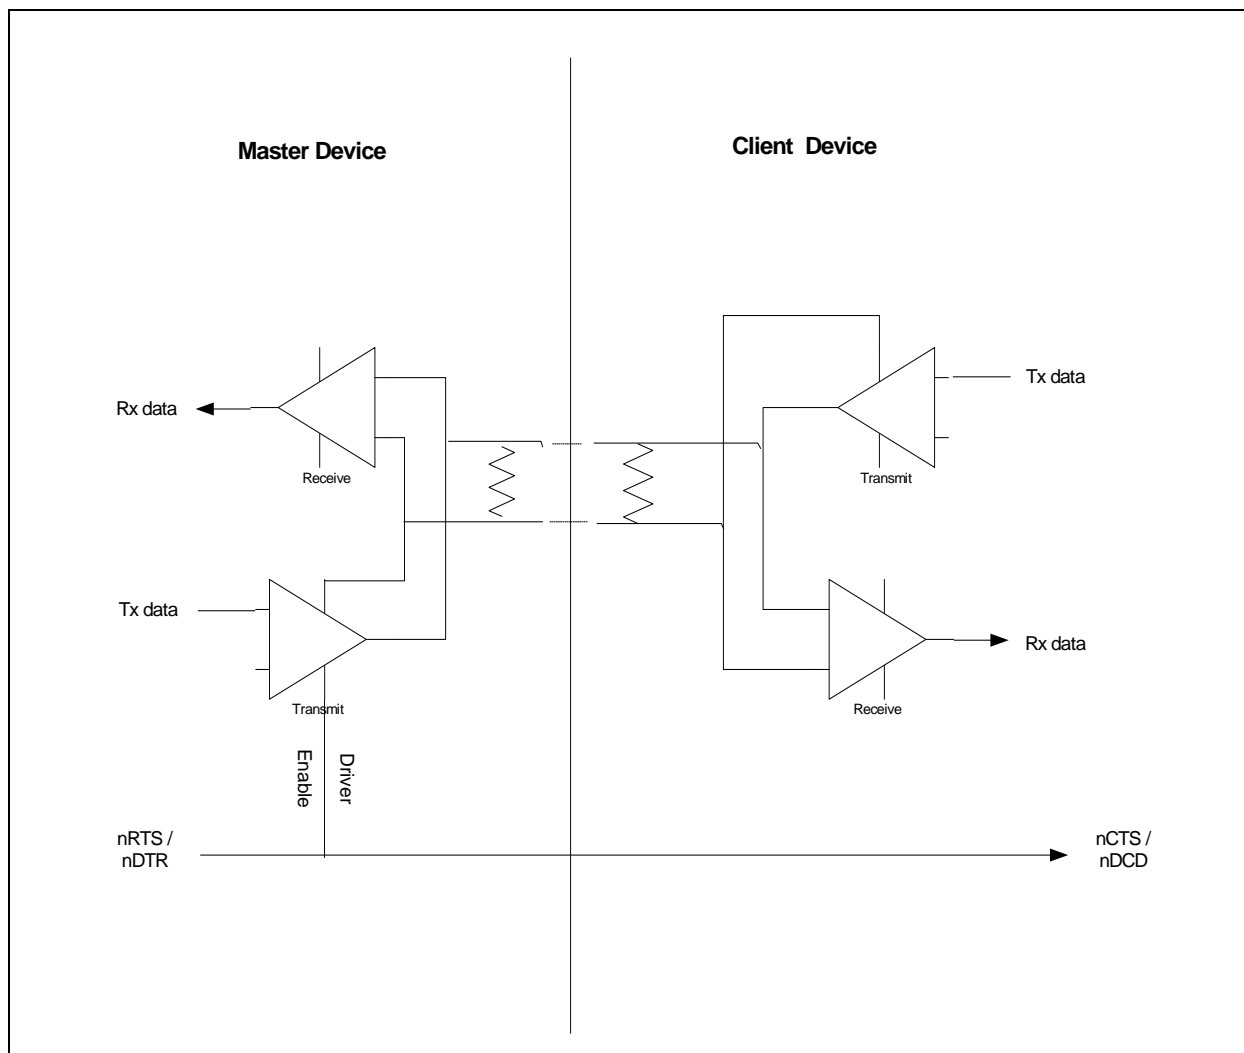 Master Device
Client Device
Rx data
Receive
Tx data
Transmit
Tx data
Transmit
Rx data
Receive
Driver
Enable
nRTS /
nDTR
nCTS /
nDCD